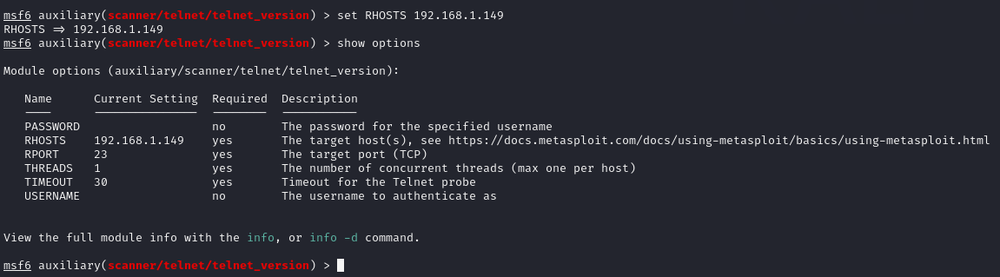 msf6 auxiliary(scanner/telnet/telnet_version) > set RHOSTS 192.168.1.149
RHOSTS => 192.168.1.149
msf6 auxiliary(scanner/telnet/telnet_version) > show options
Module options (auxiliary/scanner/telnet/telnet_version):
Name Current Setting Required Description
---- --------------- -------- -----------
PASSWORD no The password for the specified username
RHOSTS 192.168.1.149 yes The target host(s), see https://docs.metasploit.com/docs/using-metasploit/basics/using-metasploit.html
RPORT 23 yes The target port (TCP)
THREADS 1 yes The number of concurrent threads (max one per host)
TIMEOUT 30 yes Timeout for the Telnet probe
USERNAME no The username to authenticate as
View the full module info with the info, or info -d command.
msf6 auxiliary(scanner/telnet/telnet_version) >